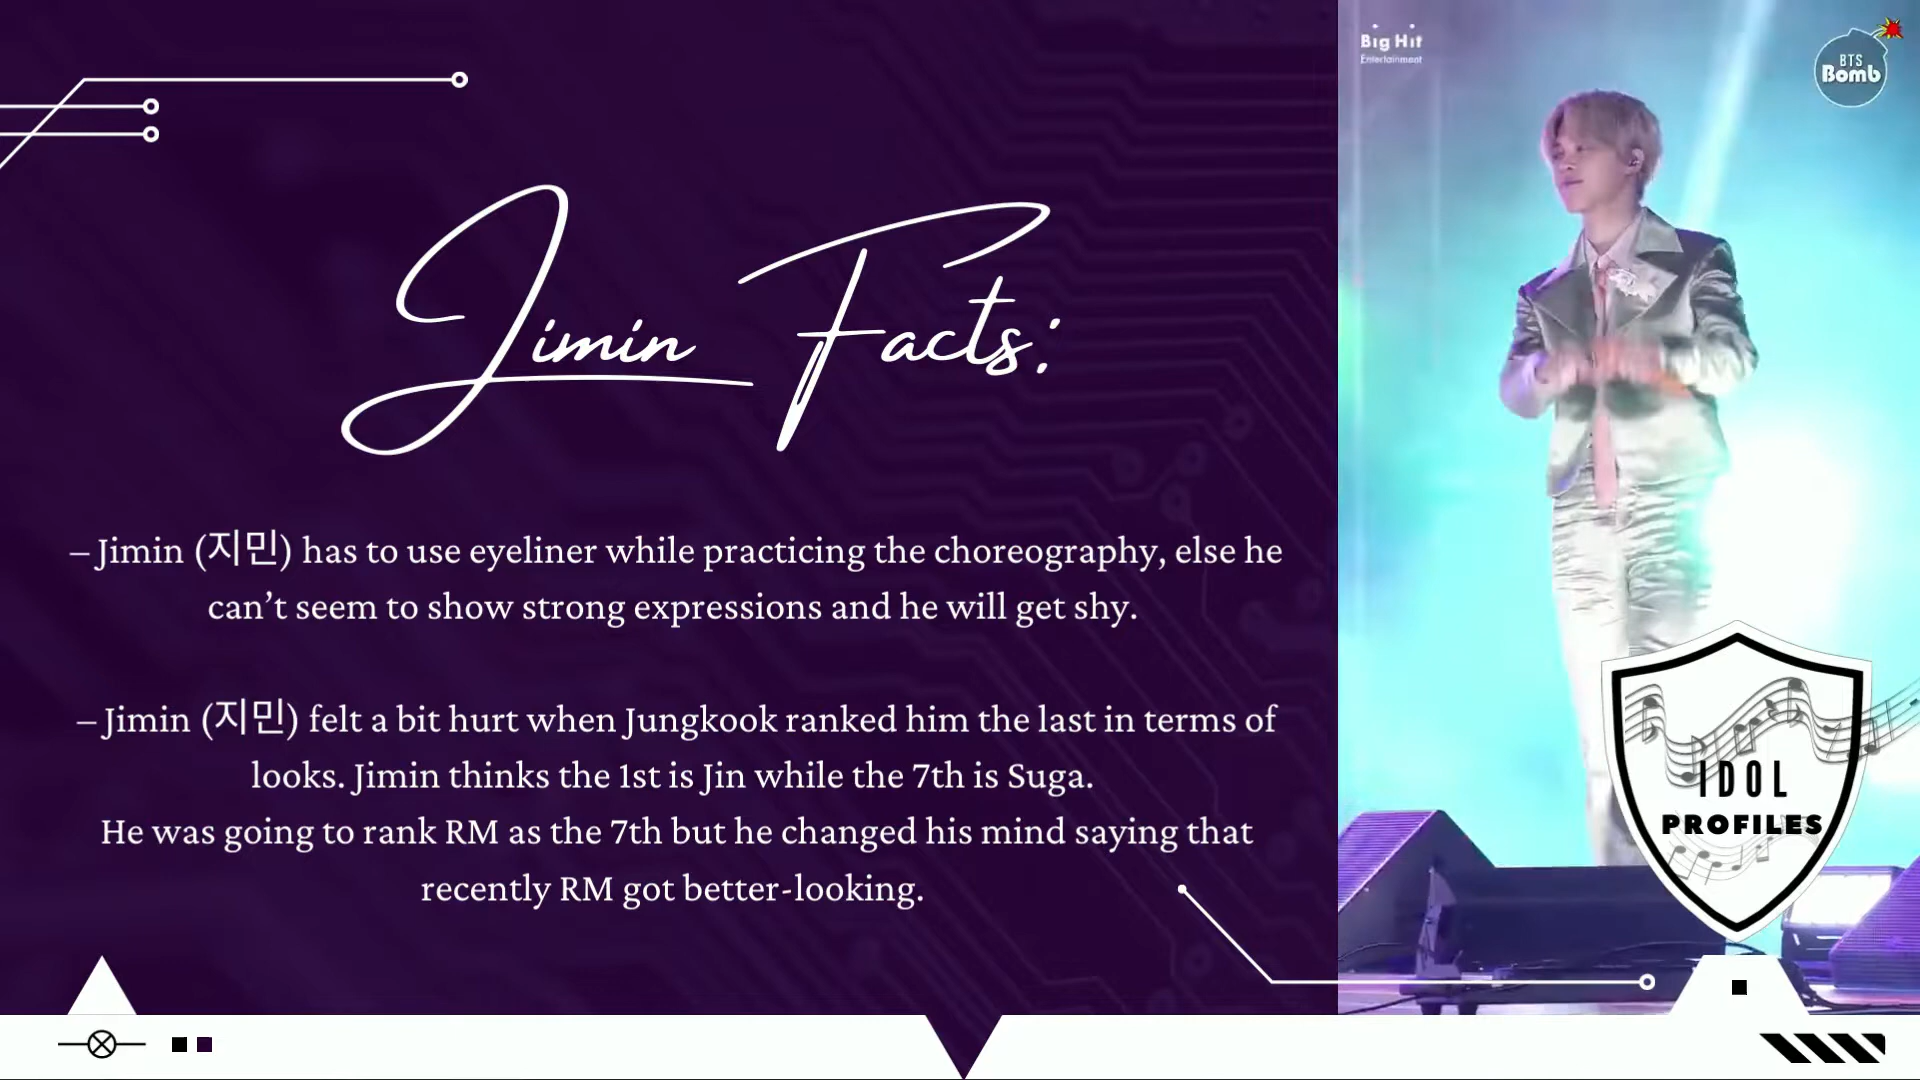 Big Hit
Entertainment
BTS
Bomb
Jimin Facts:
– Jimin (지민) has to use eyeliner while practicing the choreography, else he
can’t seem to show strong expressions and he will get shy.
– Jimin (지민) felt a bit hurt when Jungkook ranked him the last in terms of
looks. Jimin thinks the 1st is Jin while the 7th is Suga.
He was going to rank RM as the 7th but he changed his mind saying that
recently RM got better-looking.
IDOL
PROFILES